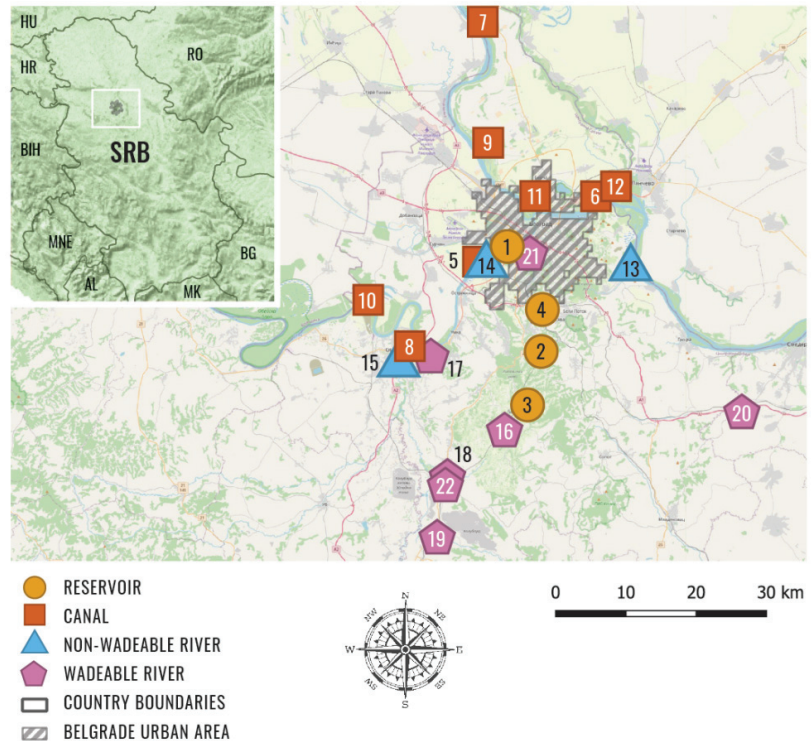 HU
HR
RO
BIH
SRB
MNE
BG
AL
MK
7
9
11
6
12
1
5
14
21
13
10
4
8
15
17
2
3
16
20
18
22
19
RESERVOIR
CANAL
NON-WADEABLE RIVER
WADEABLE RIVER
COUNTRY BOUNDARIES
BELGRADE URBAN AREA
N
NW
NE
W
E
SW
SE
S
0 10 20 30 km